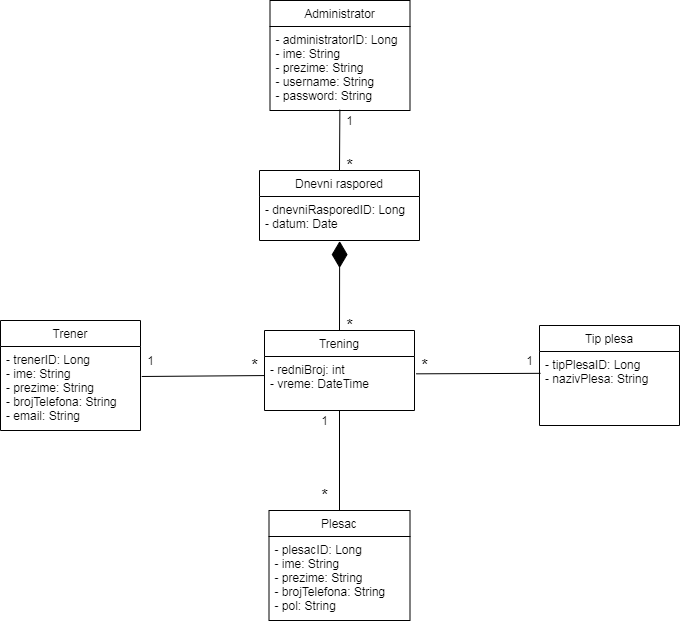 Administrator
- administratorID: Long
- ime: String
- prezime: String
- username: String
- password: String
1
*
Dnevni raspored
- dnevniRasporedID: Long
- datum: Date
*
Trener
- trenerID: Long
- ime: String
- prezime: String
- brojTelefona: String
- email: String
1
*
Trening
- redniBroj: int
- vreme: DateTime
*
1
Tip plesa
- tipPlesaID: Long
- nazivPlesa: String
1
*
Plesac
- plesacID: Long
- ime: String
- prezime: String
- brojTelefona: String
- pol: String